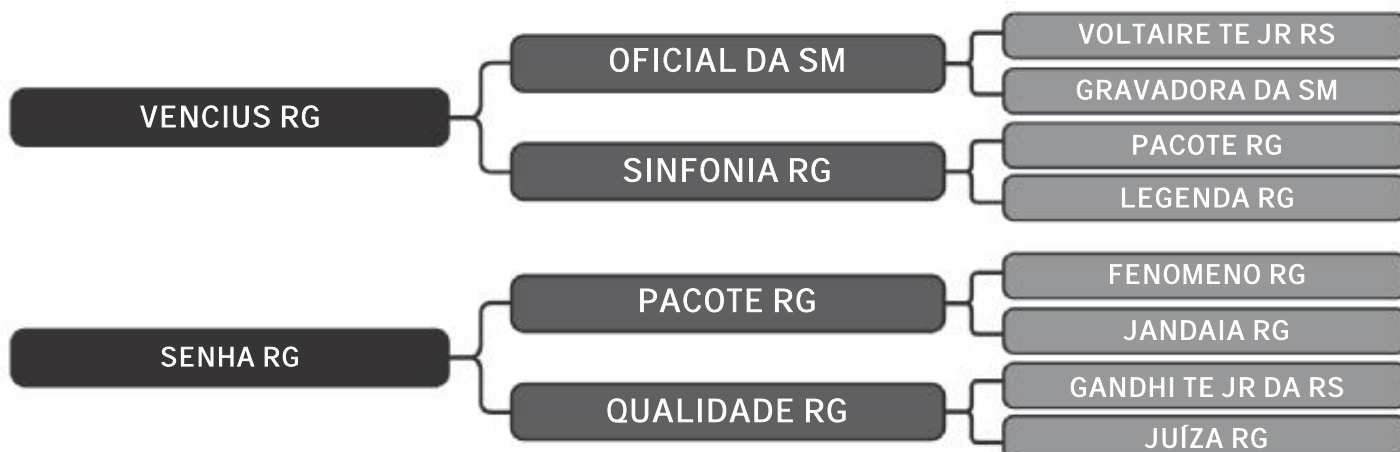 VENCIUS RG
OFICIAL DA SM
VOLTAIRE TE JR RS
GRAVADORA DA SM
SINFONIA RG
PACOTE RG
LEGENDA RG
SENHA RG
PACOTE RG
FENOMENO RG
JANDAIA RG
QUALIDADE RG
GANDHI TE JR DA RS
JUÍZA RG